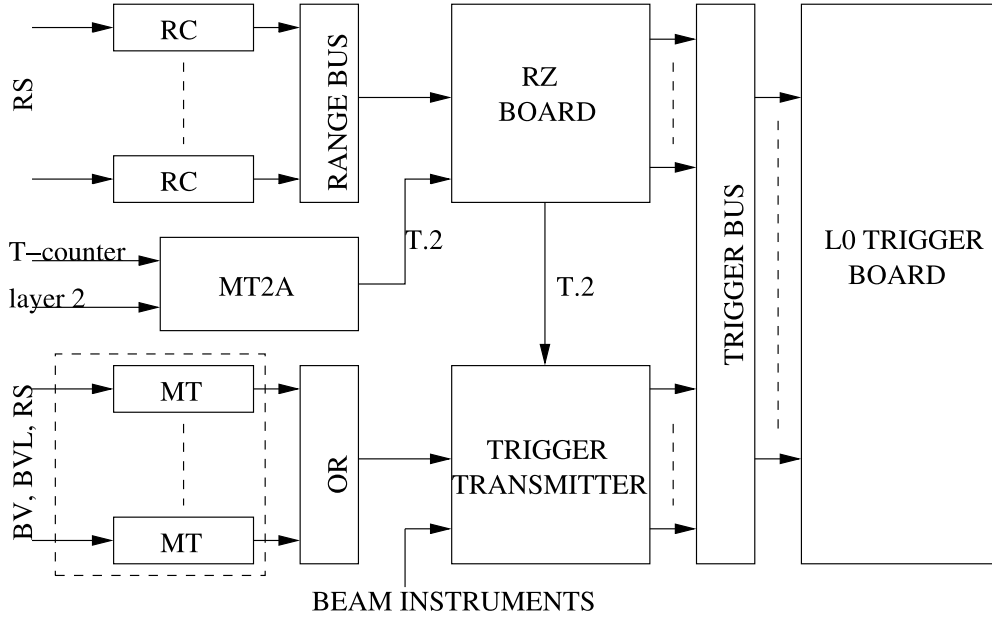 RS
RC
RC
RANGE BUS
RZ
BOARD
T.2
T−counter
layer 2
MT2A
T.2
TRIGGER BUS
L0 TRIGGER
BOARD
BV, BVL, RS
MT
MT
OR
TRIGGER
TRANSMITTER
BEAM INSTRUMENTS